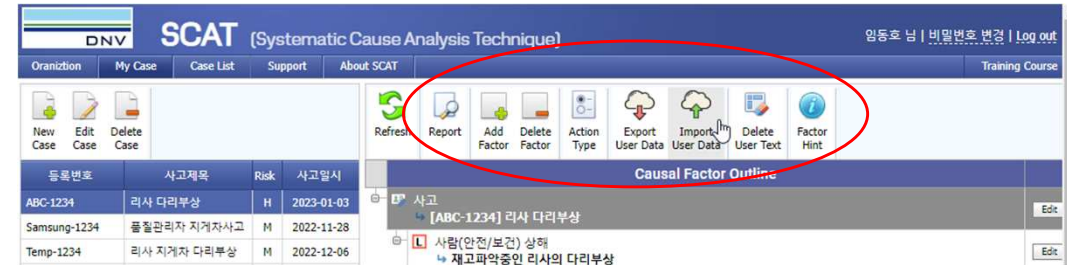 DNV SCAT (Systematic Cause Analysis Technique)
임동호 님 | 비밀번호 변경 | Log out
Oraniztion My Case Case List Support About SCAT Training Course
New Case Edit Case Delete Case
Refresh Report Add Factor Delete Factor Action Type Export User Data Import User Data Delete User Text Factor Hint
등록번호 사고제목 Risk 사고일시
Causal Factor Outline
ABC-1234 리사 다리부상 H 2023-01-03
Samsung-1234 품질관리자 지게차사고 M 2022-11-28
Temp-1234 리사 지게차 다리부상 M 2022-12-06
사고
[ABC-1234] 리사 다리부상
Edit
L 사람(안전/보건) 상해
재고파악중인 리사의 다리부상
Edit